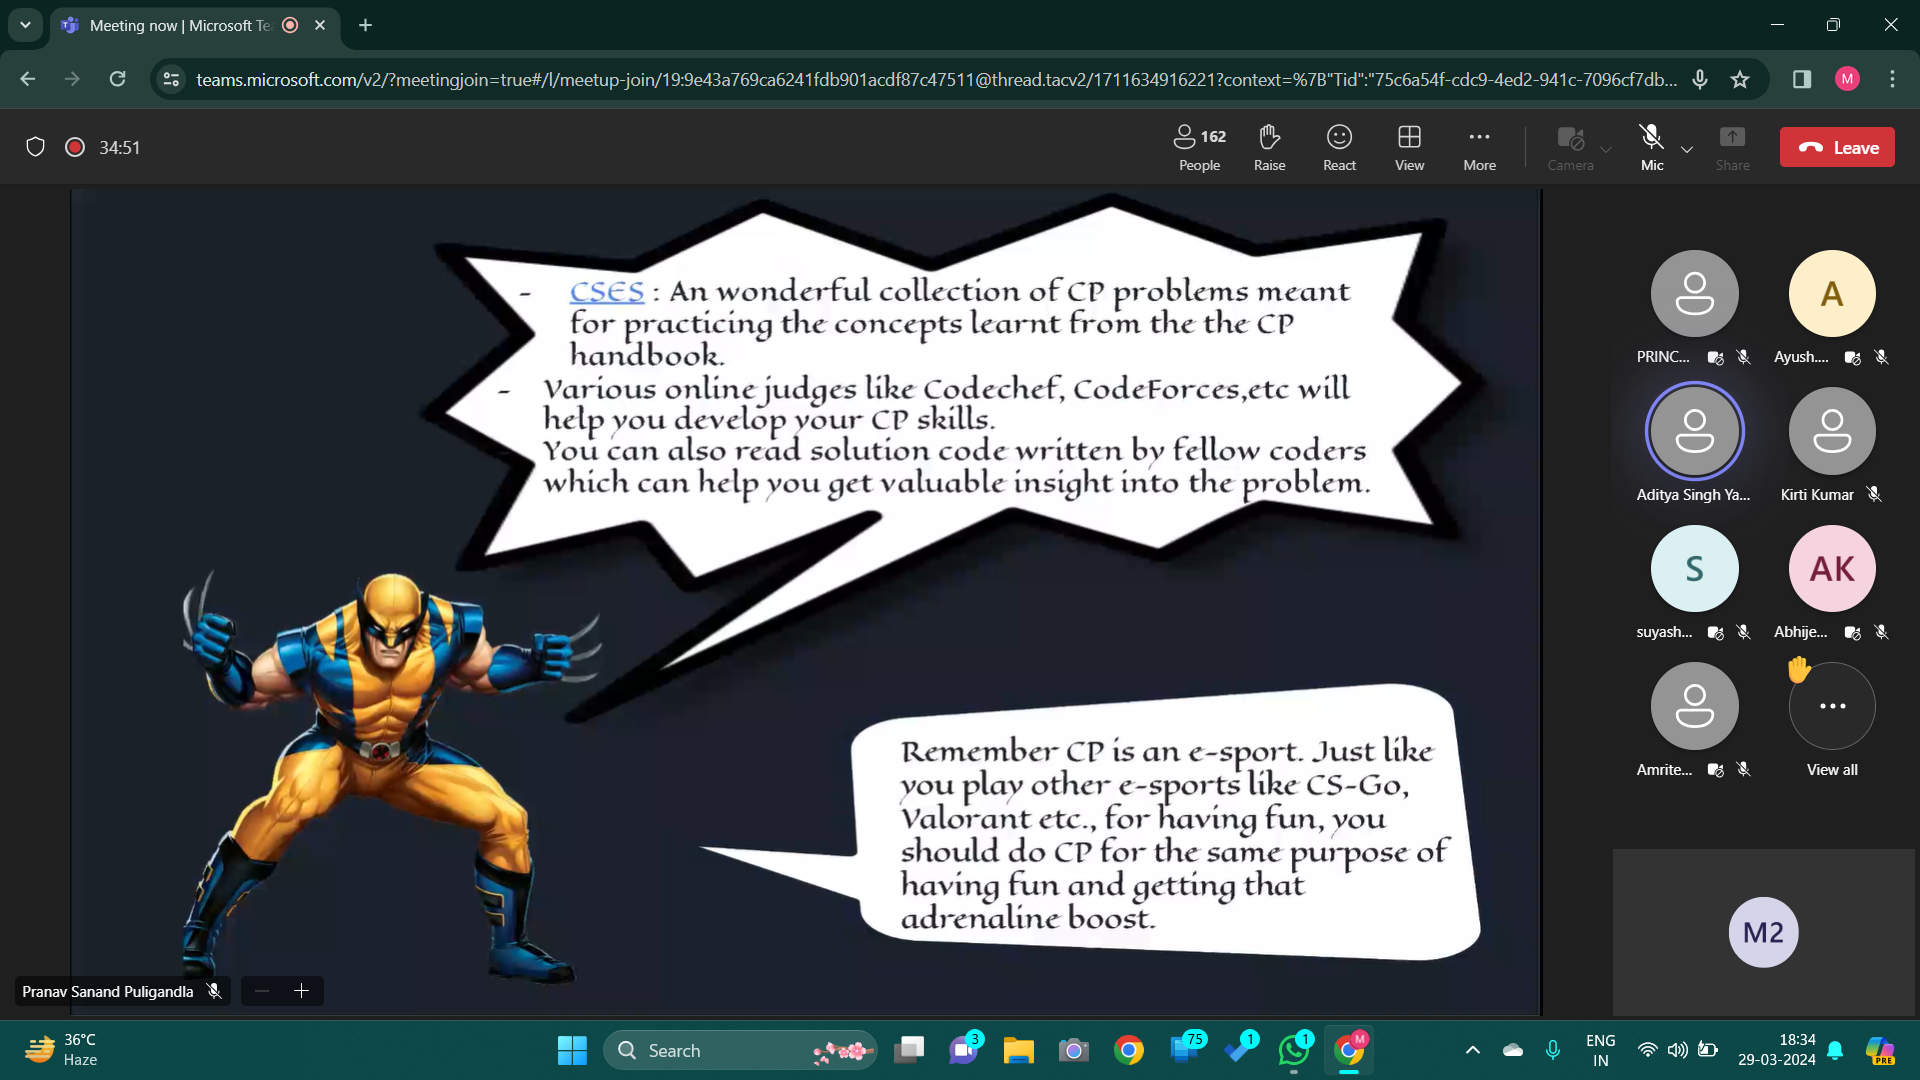 Meeting now | Microsoft Te
teams.microsoft.com/v2/?meetingjoin=true#/l/meetup-join/19:9e43a769ca6241fdb901acdf87c47511@thread.tacv2/1711634916221?context=%7B"Tid":"75c6a54f-cdc9-4ed2-941c-7096cf7db...
M
34:51
162
People
Raise
React
View
More
Camera
Mic
Share
Leave
- CSES : An wonderful collection of CP problems meant
for practicing the concepts learnt from the the CP
handbook.
- Various online judges like Codechef, CodeForces,etc will
help you develop your CP skills.
You can also read solution code written by fellow coders
which can help you get valuable insight into the problem.
Remember CP is an e-sport. Just like
you play other e-sports like CS-Go,
Valorant etc., for having fun, you
should do CP for the same purpose of
having fun and getting that
adrenaline boost.
Pranav Sanand Puligandla
A
PRINC...
Ayush....
Aditya Singh Ya...
Kirti Kumar
S
AK
suyash...
Abhije...
Amrite...
View all
M2
36°C
Haze
Search
3
75
1
1
M
ENG
IN
18:34
29-03-2024
PRE